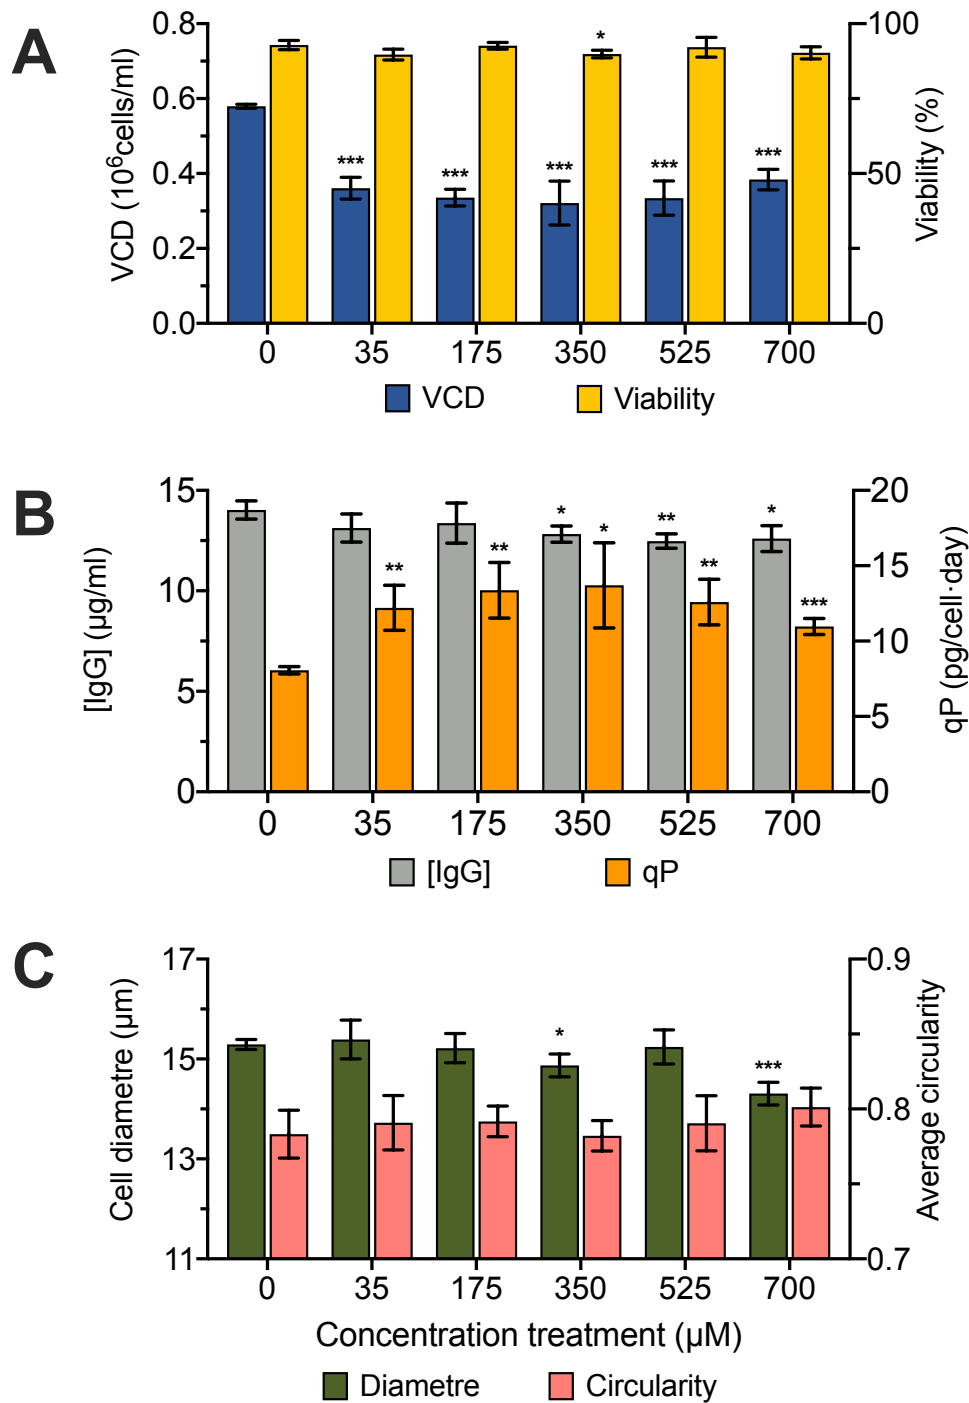 A
VCD (10⁶cells/ml)
0.8
0.6
0.4
0.2
0.0
***
***
***
*
***
***
100
50
0
Viability (%)
0 35 175 350 525 700
VCD Viability
B
[IgG] (µg/ml)
15
10
5
0
**
**
*
*
**
**
*
***
20
15
10
5
0
qP (pg/cell·day)
0 35 175 350 525 700
[IgG] qP
C
Cell diametre (µm)
17
15
13
11
*
***
0.9
0.8
0.7
Average circularity
0 35 175 350 525 700
Concentration treatment (µM)
Diametre Circularity